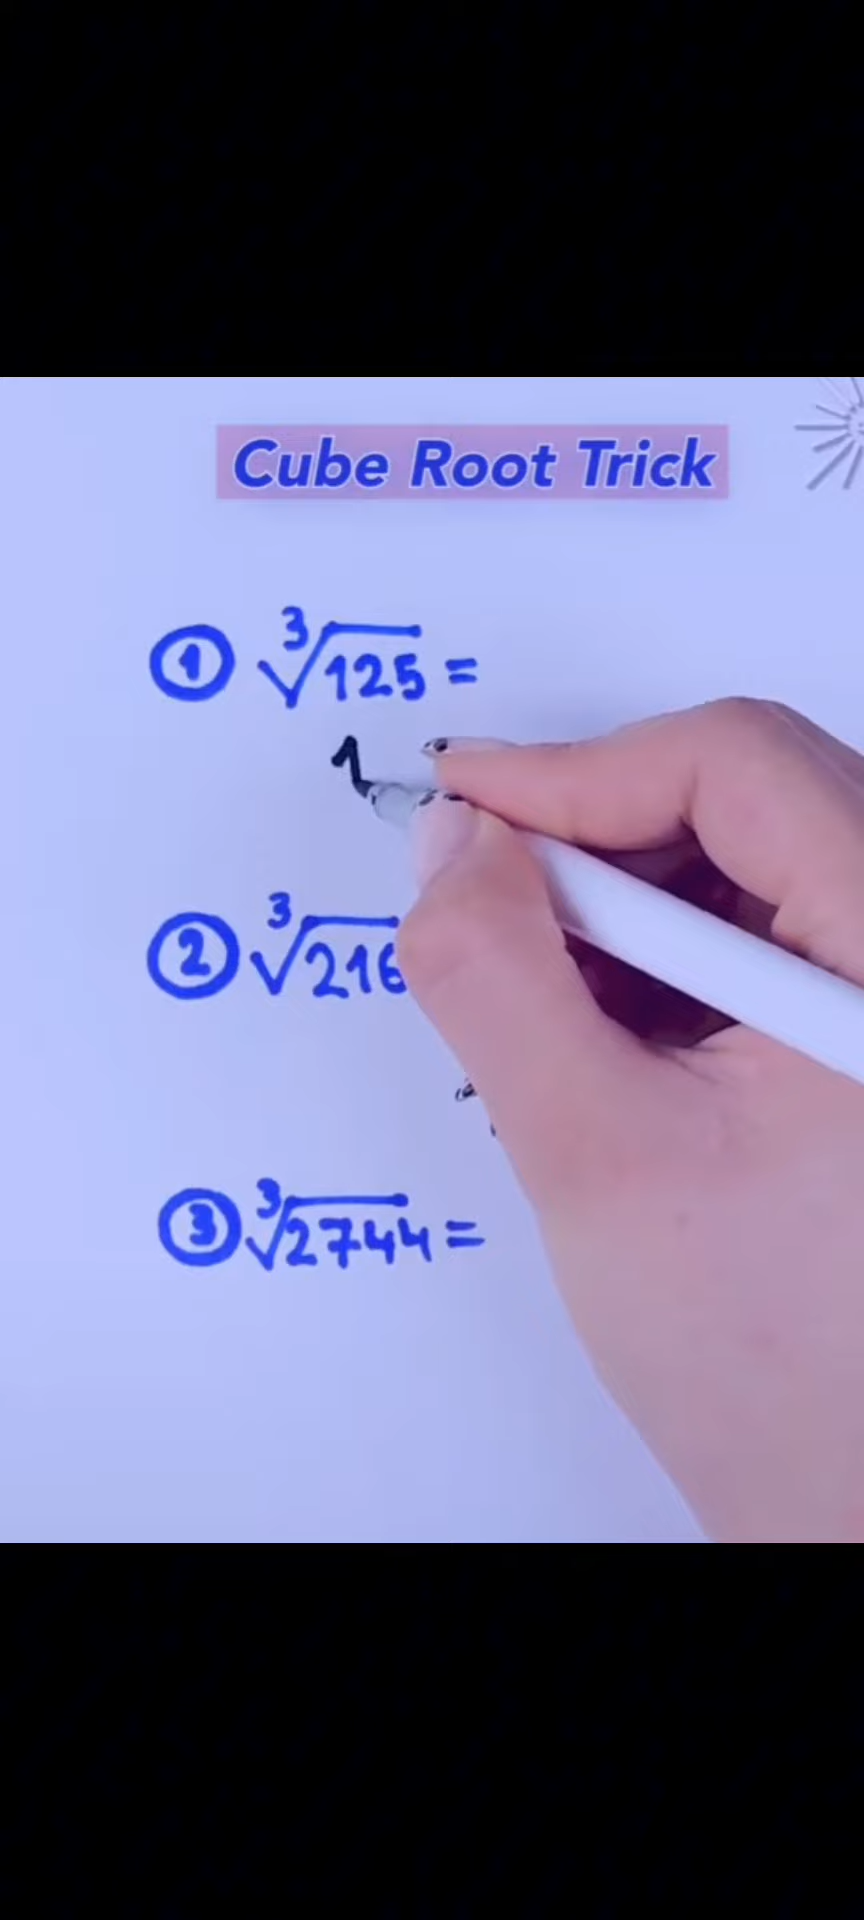 Cube Root Trick
① ∛125 =
1
② ∛216
③ ∛2744 =